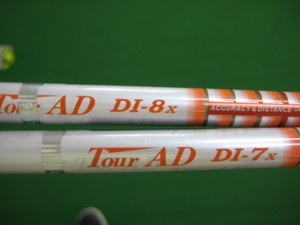 Tour AD DI-8x ACCURACY & DISTANCE
Tour AD DI-7x